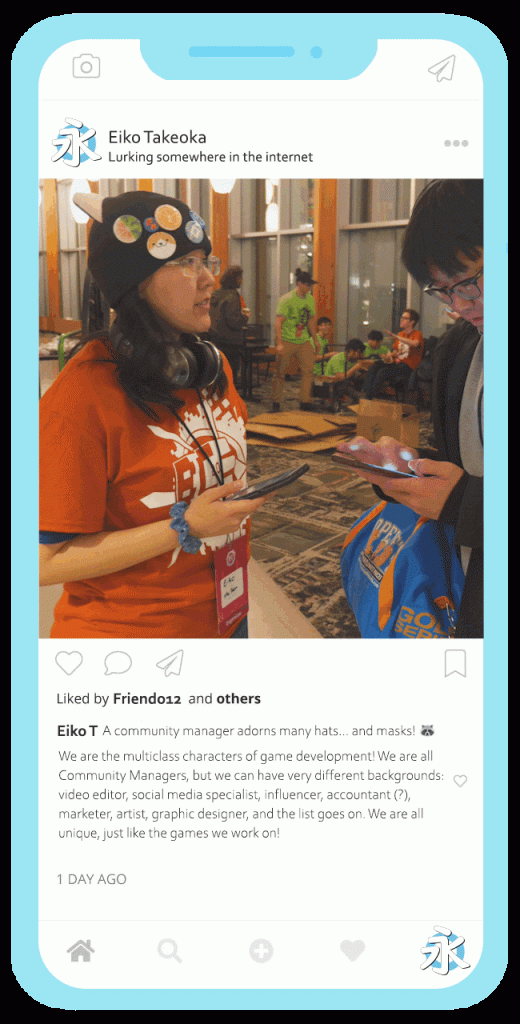 永
Eiko Takeoka
Lurking somewhere in the internet
EIKO
GO
SERIE
Liked by Friendo12 and others
Eiko T A community manager adorns many hats... and masks! 🦝
We are the multiclass characters of game development! We are all
Community Managers, but we can have very different backgrounds:
video editor, social media specialist, influencer, accountant (?),
marketer, artist, graphic designer, and the list goes on. We are all
unique, just like the games we work on!
1 DAY AGO
永